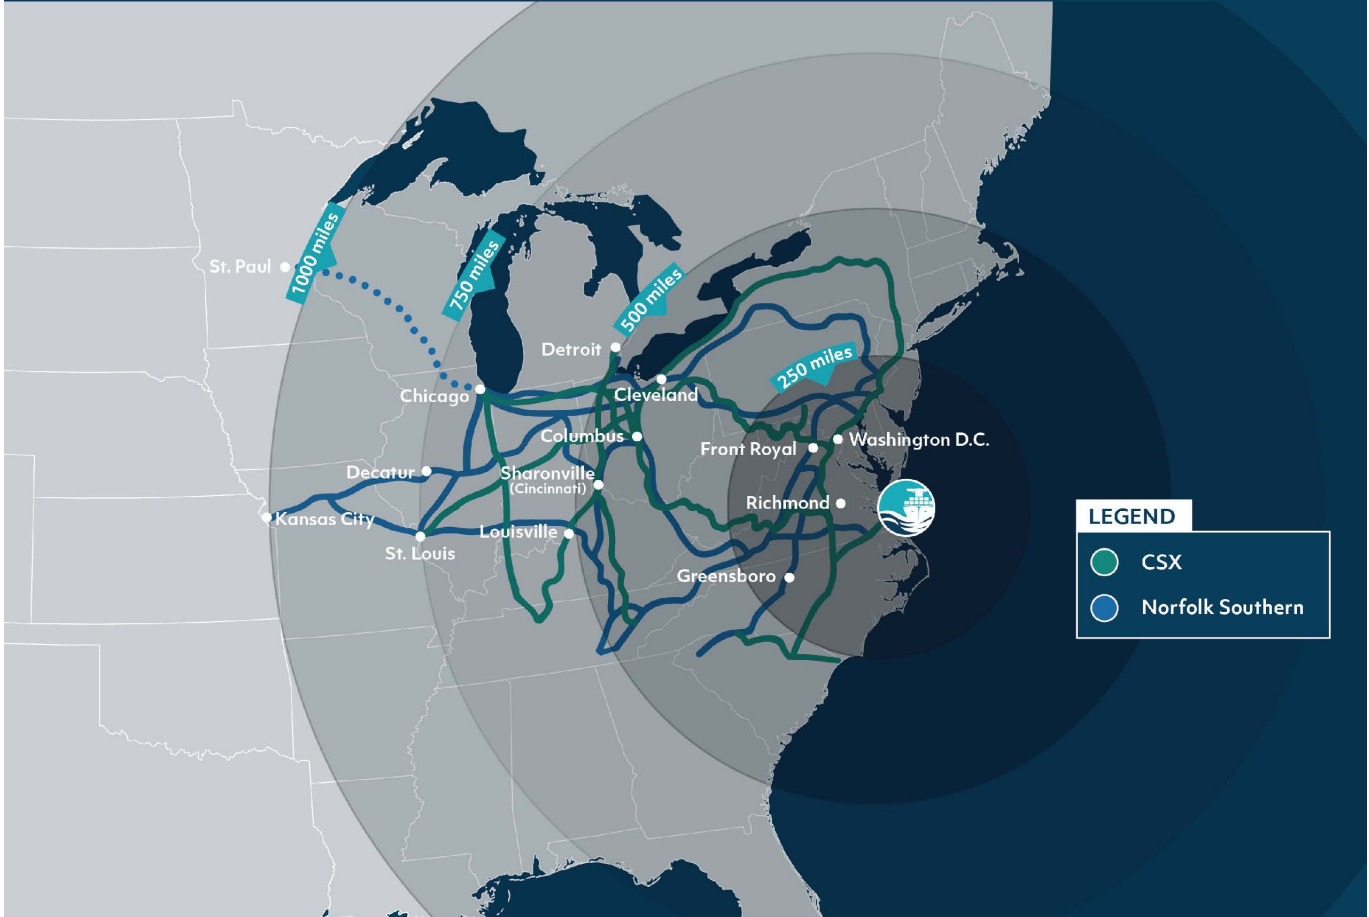 1000 miles
750 miles
500 miles
250 miles
St. Paul
Detroit
Chicago
Cleveland
Columbus
Washington D.C.
Front Royal
Decatur
Sharonville
(Cincinnati)
Richmond
Kansas City
Louisville
St. Louis
Greensboro
LEGEND
CSX
Norfolk Southern